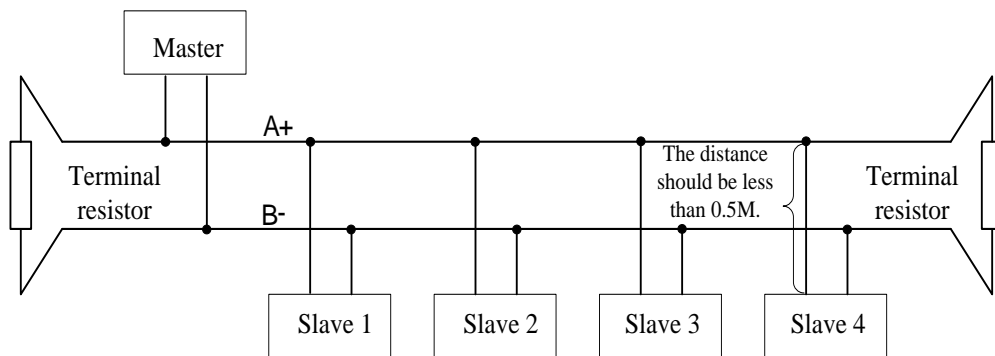 Master
A+
The distance
should be less
than 0.5M.
Terminal
resistor
Terminal
resistor
B-
Slave 1
Slave 2
Slave 3
Slave 4